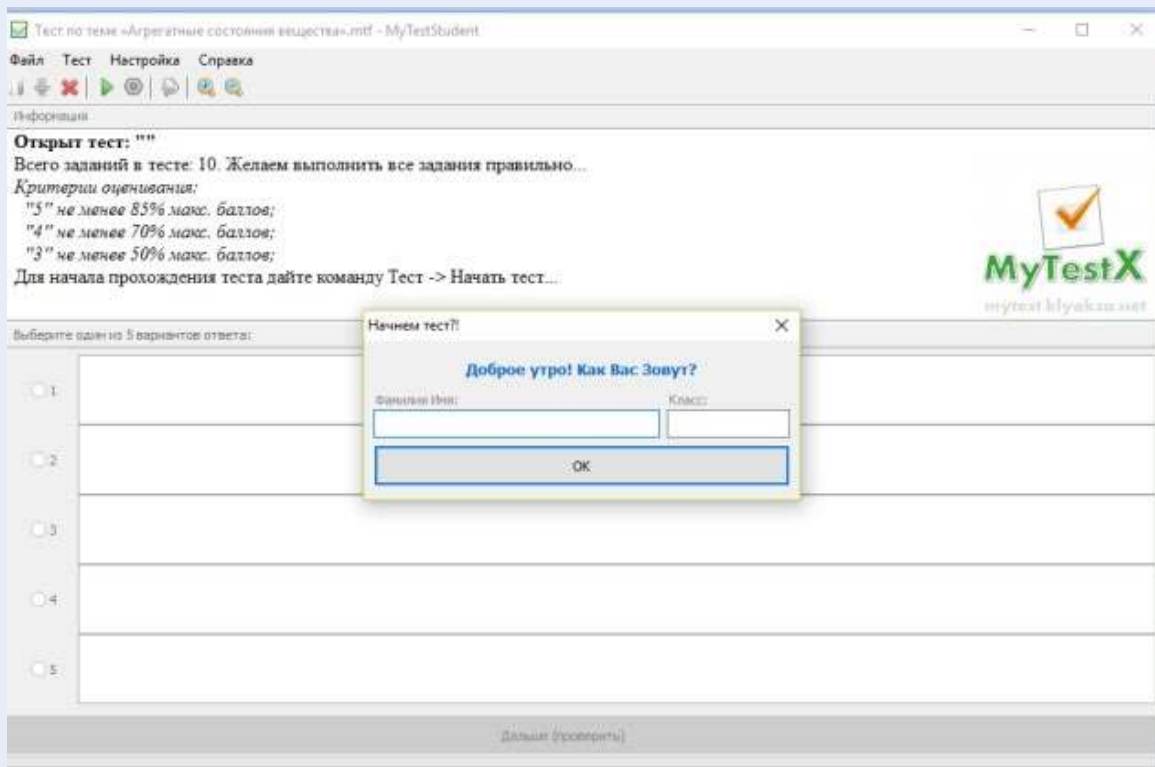 Тест по теме «Агрегатные состояния вещества».mtf - MyTestStudent
Файл Тест Настройка Справка
Информация
Открыт тест: ""
Всего заданий в тесте: 10. Желаем выполнить все задания правильно...
Критерии оценивания:
"5" не менее 85% макс. баллов;
"4" не менее 70% макс. баллов;
"3" не менее 50% макс. баллов;
Для начала прохождения теста дайте команду Тест -> Начать тест...
MyTestX
mytest.klyaksa.net
Выберите один из 5 вариантов ответа:
Начнем тест?!
Доброе утро! Как Вас Зовут?
Фамилия Имя: Класс:
OK
1
2
3
4
5
Дальше (проверить)